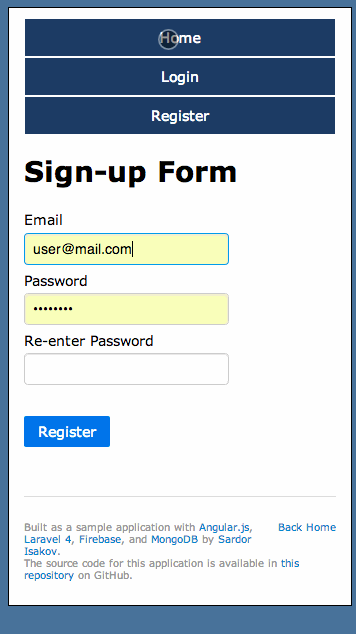 Home
Login
Register
Sign-up Form
Email
user@mail.com
Password
••••••••
Re-enter Password
Register
Built as a sample application with Angular.js, Back Home
Laravel 4, Firebase, and MongoDB by Sardor
Isakov.
The source code for this application is available in this
repository on GitHub.